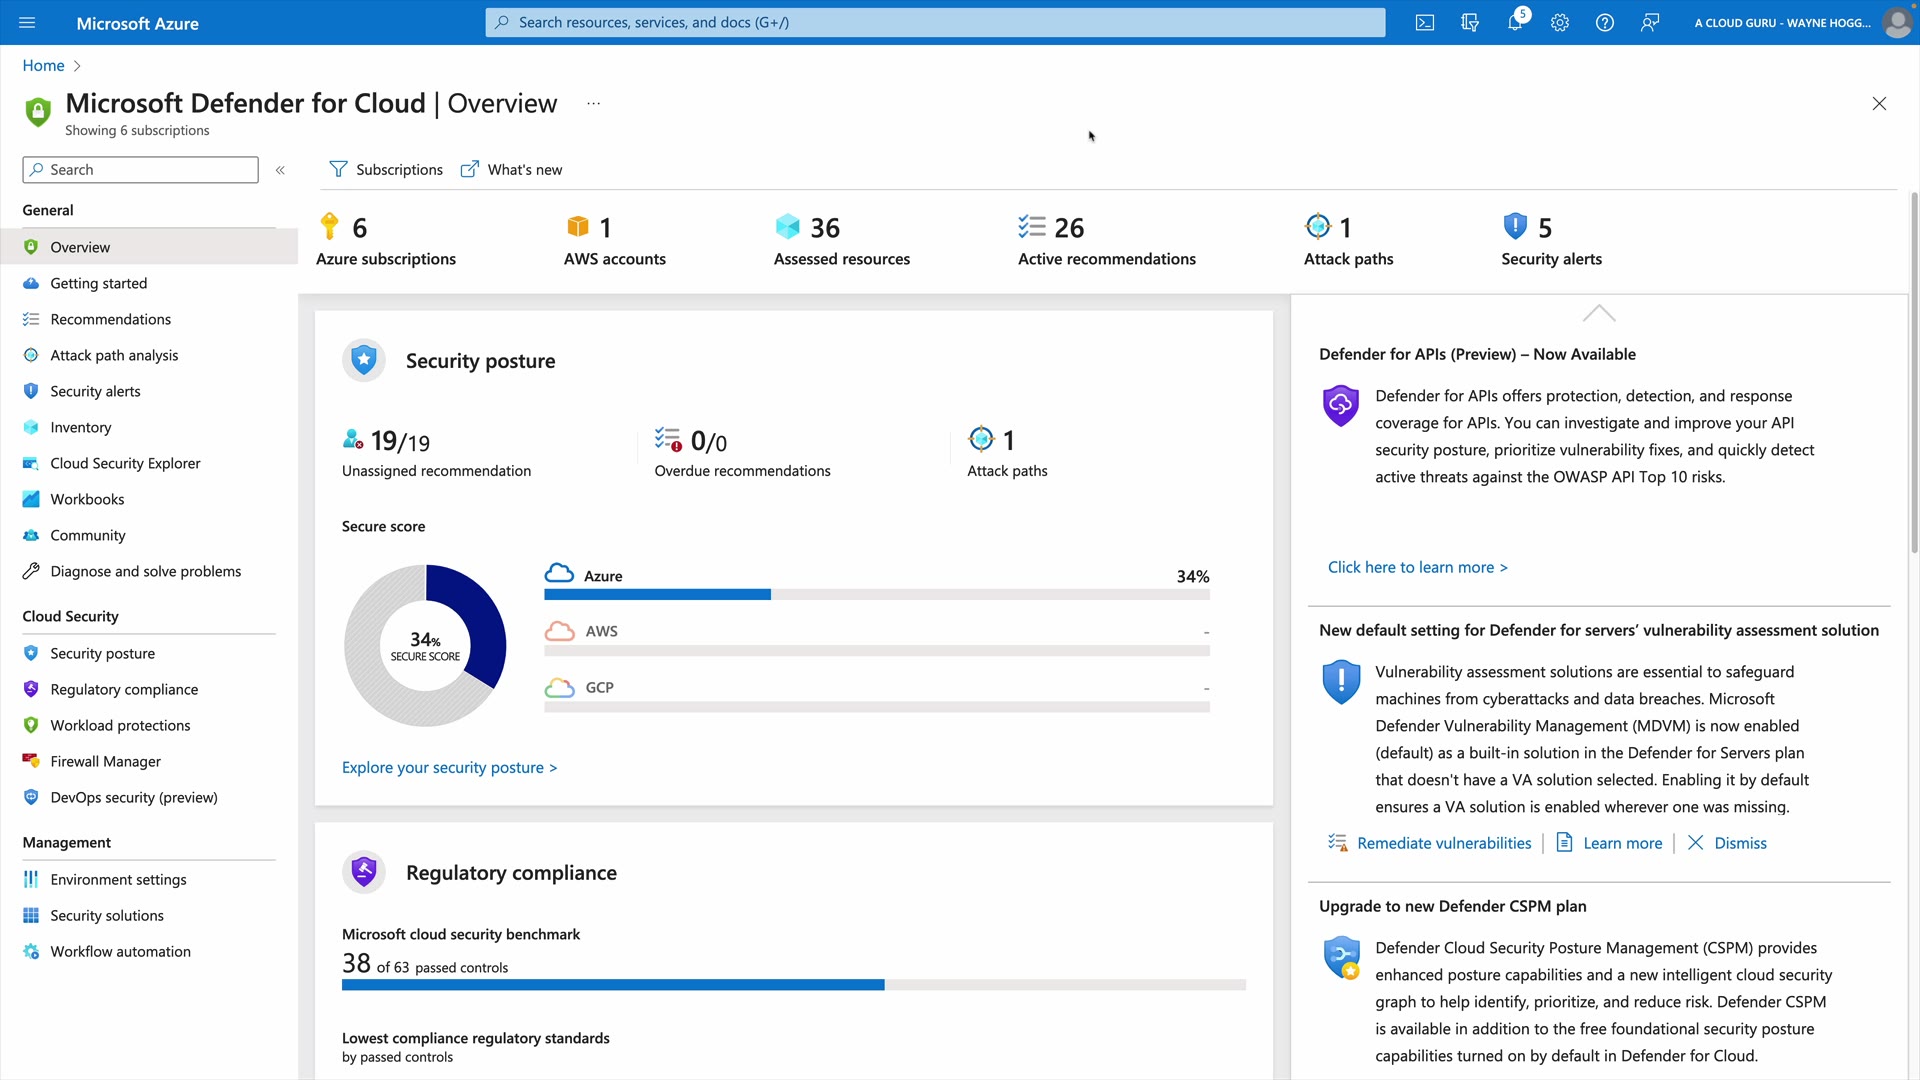 Microsoft Azure
Search resources, services, and docs (G+/)
5
A CLOUD GURU - WAYNE HOGG...
Home
Microsoft Defender for Cloud | Overview
...
Showing 6 subscriptions
Search
«
Subscriptions
What's new
General
Overview
Getting started
Recommendations
Attack path analysis
Security alerts
Inventory
Cloud Security Explorer
Workbooks
Community
Diagnose and solve problems
Cloud Security
Security posture
Regulatory compliance
Workload protections
Firewall Manager
DevOps security (preview)
Management
Environment settings
Security solutions
Workflow automation
6
Azure subscriptions
1
AWS accounts
36
Assessed resources
26
Active recommendations
1
Attack paths
5
Security alerts
Security posture
19/19
Unassigned recommendation
0/0
Overdue recommendations
1
Attack paths
Secure score
34%
SECURE SCORE
Azure 34%
AWS -
GCP -
Explore your security posture >
Regulatory compliance
Microsoft cloud security benchmark
38 of 63 passed controls
Lowest compliance regulatory standards
by passed controls
Defender for APIs (Preview) – Now Available
Defender for APIs offers protection, detection, and response
coverage for APIs. You can investigate and improve your API
security posture, prioritize vulnerability fixes, and quickly detect
active threats against the OWASP API Top 10 risks.
Click here to learn more >
New default setting for Defender for servers’ vulnerability assessment solution
Vulnerability assessment solutions are essential to safeguard
machines from cyberattacks and data breaches. Microsoft
Defender Vulnerability Management (MDVM) is now enabled
(default) as a built-in solution in the Defender for Servers plan
that doesn't have a VA solution selected. Enabling it by default
ensures a VA solution is enabled wherever one was missing.
Remediate vulnerabilities
Learn more
Dismiss
Upgrade to new Defender CSPM plan
Defender Cloud Security Posture Management (CSPM) provides
enhanced posture capabilities and a new intelligent cloud security
graph to help identify, prioritize, and reduce risk. Defender CSPM
is available in addition to the free foundational security posture
capabilities turned on by default in Defender for Cloud.